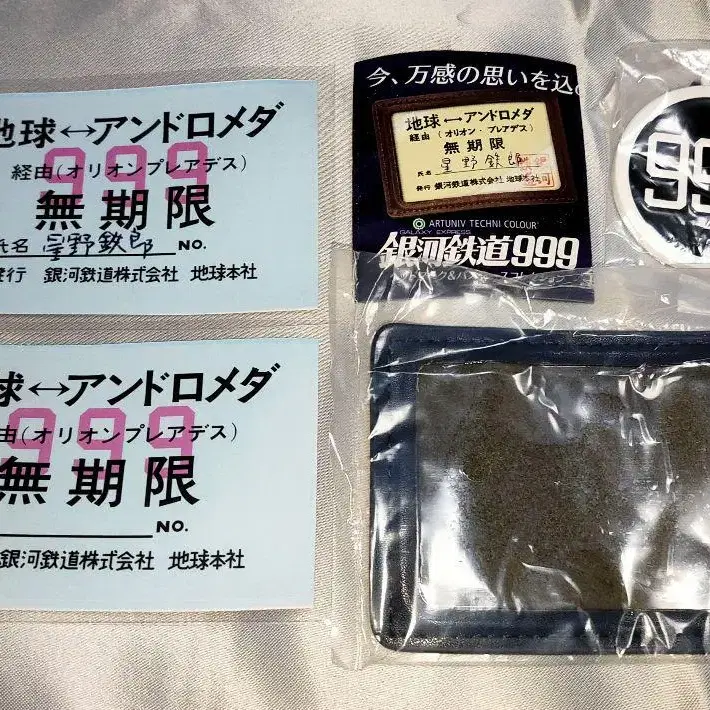 地球↔アンドロメダ
999
経由(オリオンプレアデス)
無期限
氏名 星野鉄郎 NO.
発行 銀河鉄道株式会社 地球本社
球↔アンドロメダ
999
由(オリオンプレアデス)
無期限
NO.
銀河鉄道株式会社 地球本社
今、万感の思いを込め
地球↔アンドロメダ
経由 (オリオン・プレアデス)
無期限
氏名 星野鉄郎
発行 銀河鉄道株式会社 地球本社
ARTUNIV TECHNI COLOUR
GALAXY EXPRESS
銀河鉄道999
99